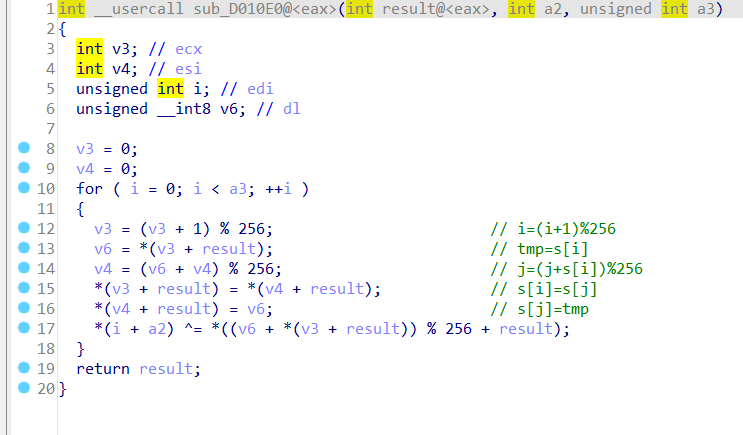 1 int __usercall sub_D010E0@<eax>(int result@<eax>, int a2, unsigned int a3)
2 {
3 int v3; // ecx
4 int v4; // esi
5 unsigned int i; // edi
6 unsigned __int8 v6; // dl
7
8 v3 = 0;
9 v4 = 0;
10 for ( i = 0; i < a3; ++i )
11 {
12 v3 = (v3 + 1) % 256; // i=(i+1)%256
13 v6 = *(v3 + result); // tmp=s[i]
14 v4 = (v6 + v4) % 256; // j=(j+s[i])%256
15 *(v3 + result) = *(v4 + result); // s[i]=s[j]
16 *(v4 + result) = v6; // s[j]=tmp
17 *(i + a2) ^= *((v6 + *(v3 + result)) % 256 + result);
18 }
19 return result;
20 }